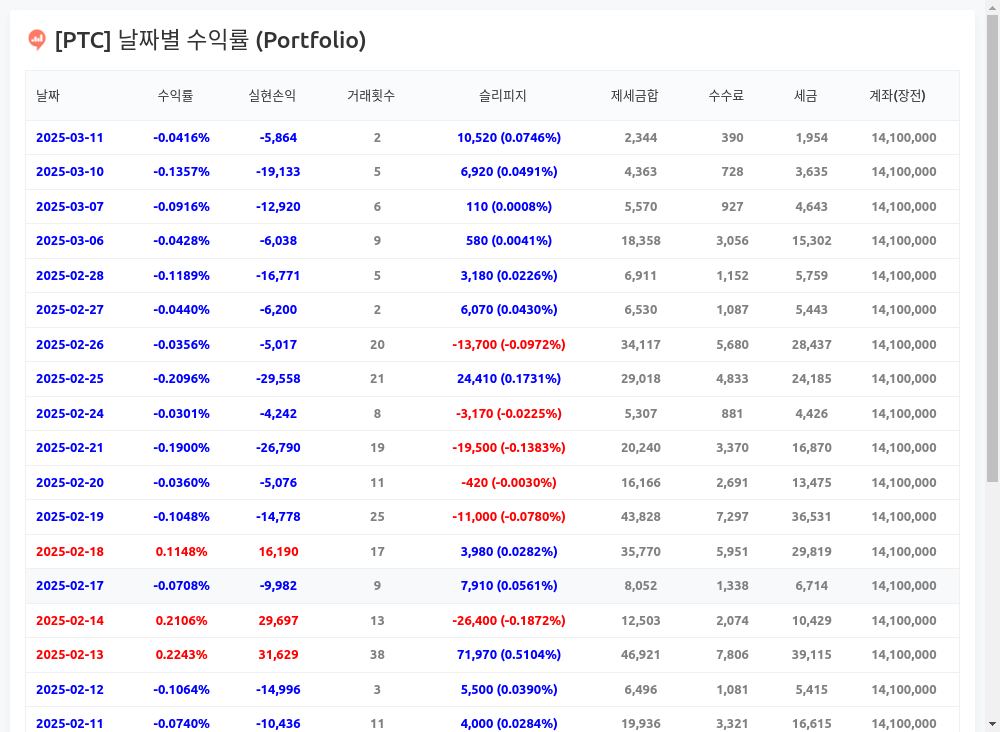 [PTC] 날짜별 수익률 (Portfolio)
날짜 수익률 실현손익 거래횟수 슬리피지 제세금합 수수료 세금 계좌(장전)
2025-03-11 -0.0416% -5,864 2 10,520 (0.0746%) 2,344 390 1,954 14,100,000
2025-03-10 -0.1357% -19,133 5 6,920 (0.0491%) 4,363 728 3,635 14,100,000
2025-03-07 -0.0916% -12,920 6 110 (0.0008%) 5,570 927 4,643 14,100,000
2025-03-06 -0.0428% -6,038 9 580 (0.0041%) 18,358 3,056 15,302 14,100,000
2025-02-28 -0.1189% -16,771 5 3,180 (0.0226%) 6,911 1,152 5,759 14,100,000
2025-02-27 -0.0440% -6,200 2 6,070 (0.0430%) 6,530 1,087 5,443 14,100,000
2025-02-26 -0.0356% -5,017 20 -13,700 (-0.0972%) 34,117 5,680 28,437 14,100,000
2025-02-25 -0.2096% -29,558 21 24,410 (0.1731%) 29,018 4,833 24,185 14,100,000
2025-02-24 -0.0301% -4,242 8 -3,170 (-0.0225%) 5,307 881 4,426 14,100,000
2025-02-21 -0.1900% -26,790 19 -19,500 (-0.1383%) 20,240 3,370 16,870 14,100,000
2025-02-20 -0.0360% -5,076 11 -420 (-0.0030%) 16,166 2,691 13,475 14,100,000
2025-02-19 -0.1048% -14,778 25 -11,000 (-0.0780%) 43,828 7,297 36,531 14,100,000
2025-02-18 0.1148% 16,190 17 3,980 (0.0282%) 35,770 5,951 29,819 14,100,000
2025-02-17 -0.0708% -9,982 9 7,910 (0.0561%) 8,052 1,338 6,714 14,100,000
2025-02-14 0.2106% 29,697 13 -26,400 (-0.1872%) 12,503 2,074 10,429 14,100,000
2025-02-13 0.2243% 31,629 38 71,970 (0.5104%) 46,921 7,806 39,115 14,100,000
2025-02-12 -0.1064% -14,996 3 5,500 (0.0390%) 6,496 1,081 5,415 14,100,000
2025-02-11 -0.0740% -10,436 11 4,000 (0.0284%) 19,936 3,321 16,615 14,100,000